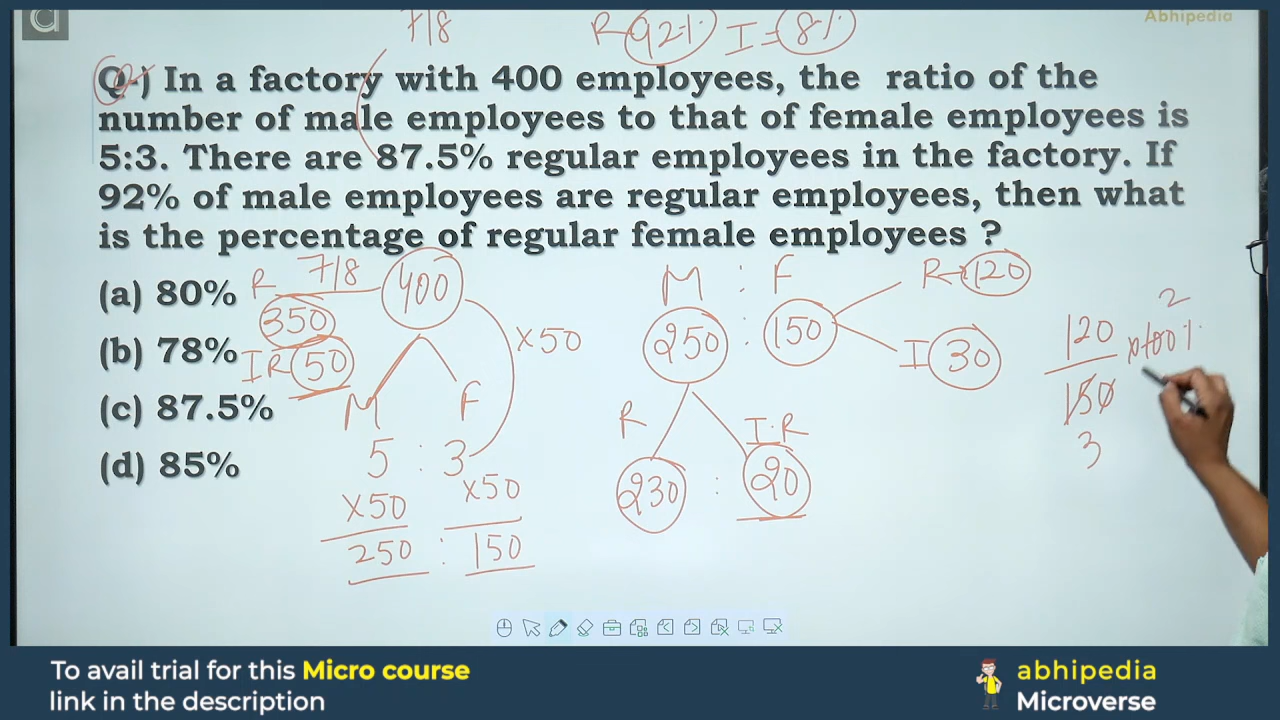 Abhipedia
7/8
R 92% I = 8%
Q-) In a factory with 400 employees, the ratio of the
number of male employees to that of female employees is
5:3. There are 87.5% regular employees in the factory. If
92% of male employees are regular employees, then what
is the percentage of regular female employees ?
(a) 80%
(b) 78%
(c) 87.5%
(d) 85%
R 7/8 400
350
IR 50
×50
M F
5 : 3
×50 ×50
250 : 150
M : F
250 : 150
R 120
I 30
R I.R
230 : 20
120 ×100%
2
150
3
To avail trial for this Micro course
link in the description
abhipedia
Microverse